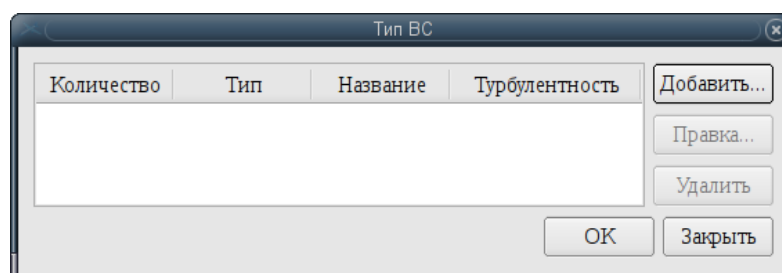 Тип ВС
Количество Тип Название Турбулентность
Добавить...
Правка...
Удалить
OK Закрыть